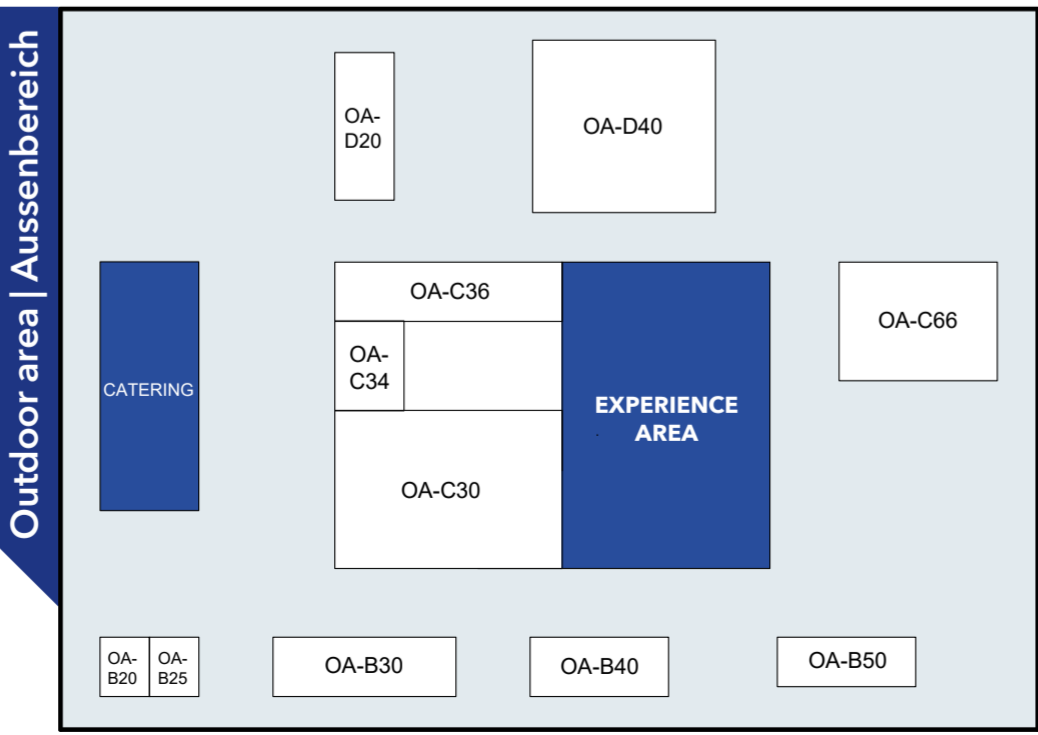 Outdoor area | Aussenbereich
OA-
D20
OA-D40
OA-C36
OA-C66
OA-
C34
CATERING
EXPERIENCE
AREA
OA-C30
OA-
B20
OA-
B25
OA-B30
OA-B40
OA-B50